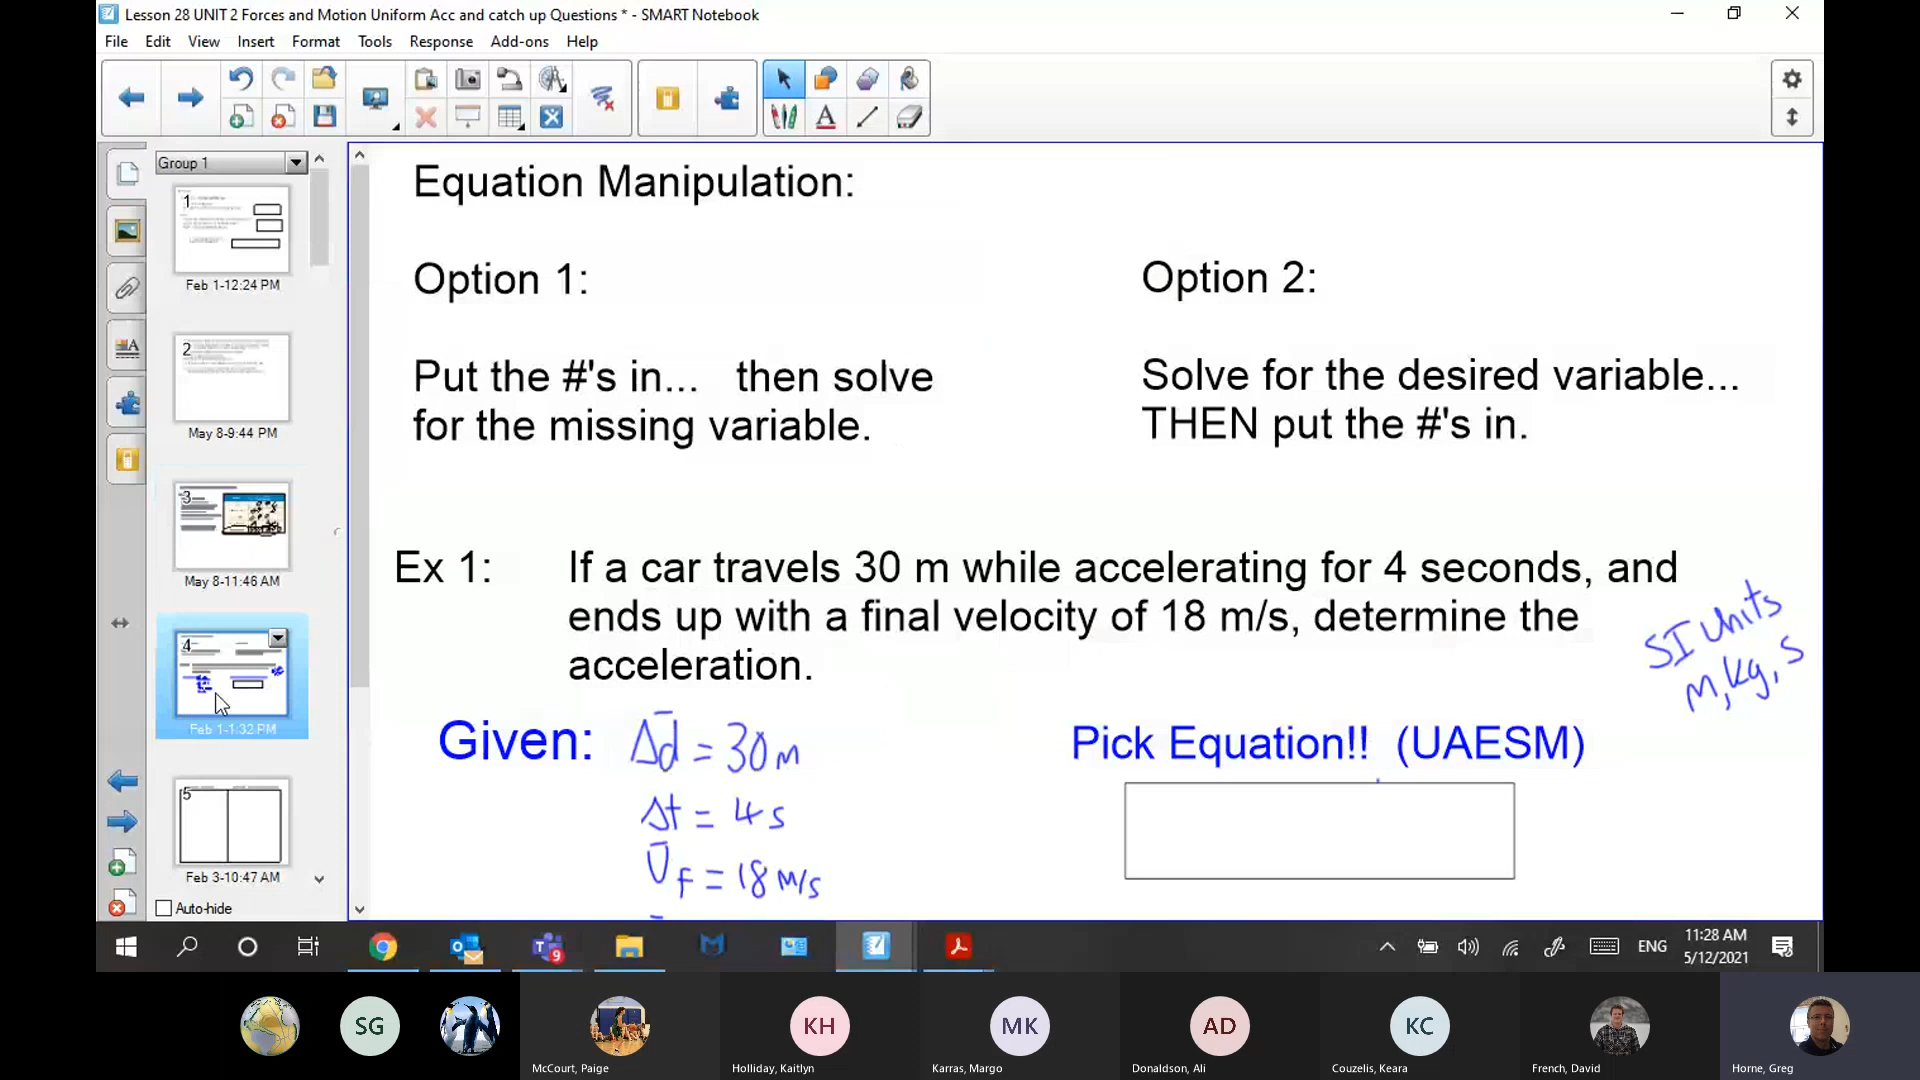 Lesson 28 UNIT 2 Forces and Motion Uniform Acc and catch up Questions * - SMART Notebook
File Edit View Insert Format Tools Response Add-ons Help
Group 1
1
Feb 1-12:24 PM
2
May 8-9:44 PM
3
May 8-11:46 AM
4
Feb 1-1:32 PM
5
Feb 3-10:47 AM
Auto-hide
Equation Manipulation:
Option 1:
Put the #'s in... then solve
for the missing variable.
Option 2:
Solve for the desired variable...
THEN put the #'s in.
Ex 1: If a car travels 30 m while accelerating for 4 seconds, and
ends up with a final velocity of 18 m/s, determine the
acceleration.
SI Units
m, kg, s
Given: Δd̄ = 30 m
Δt = 4 s
v̄F = 18 m/s
Pick Equation!! (UAESM)
9
ENG
11:28 AM
5/12/2021
SG
KH
MK
AD
KC
McCourt, Paige
Holliday, Kaitlyn
Karras, Margo
Donaldson, Ali
Couzelis, Keara
French, David
Horne, Greg